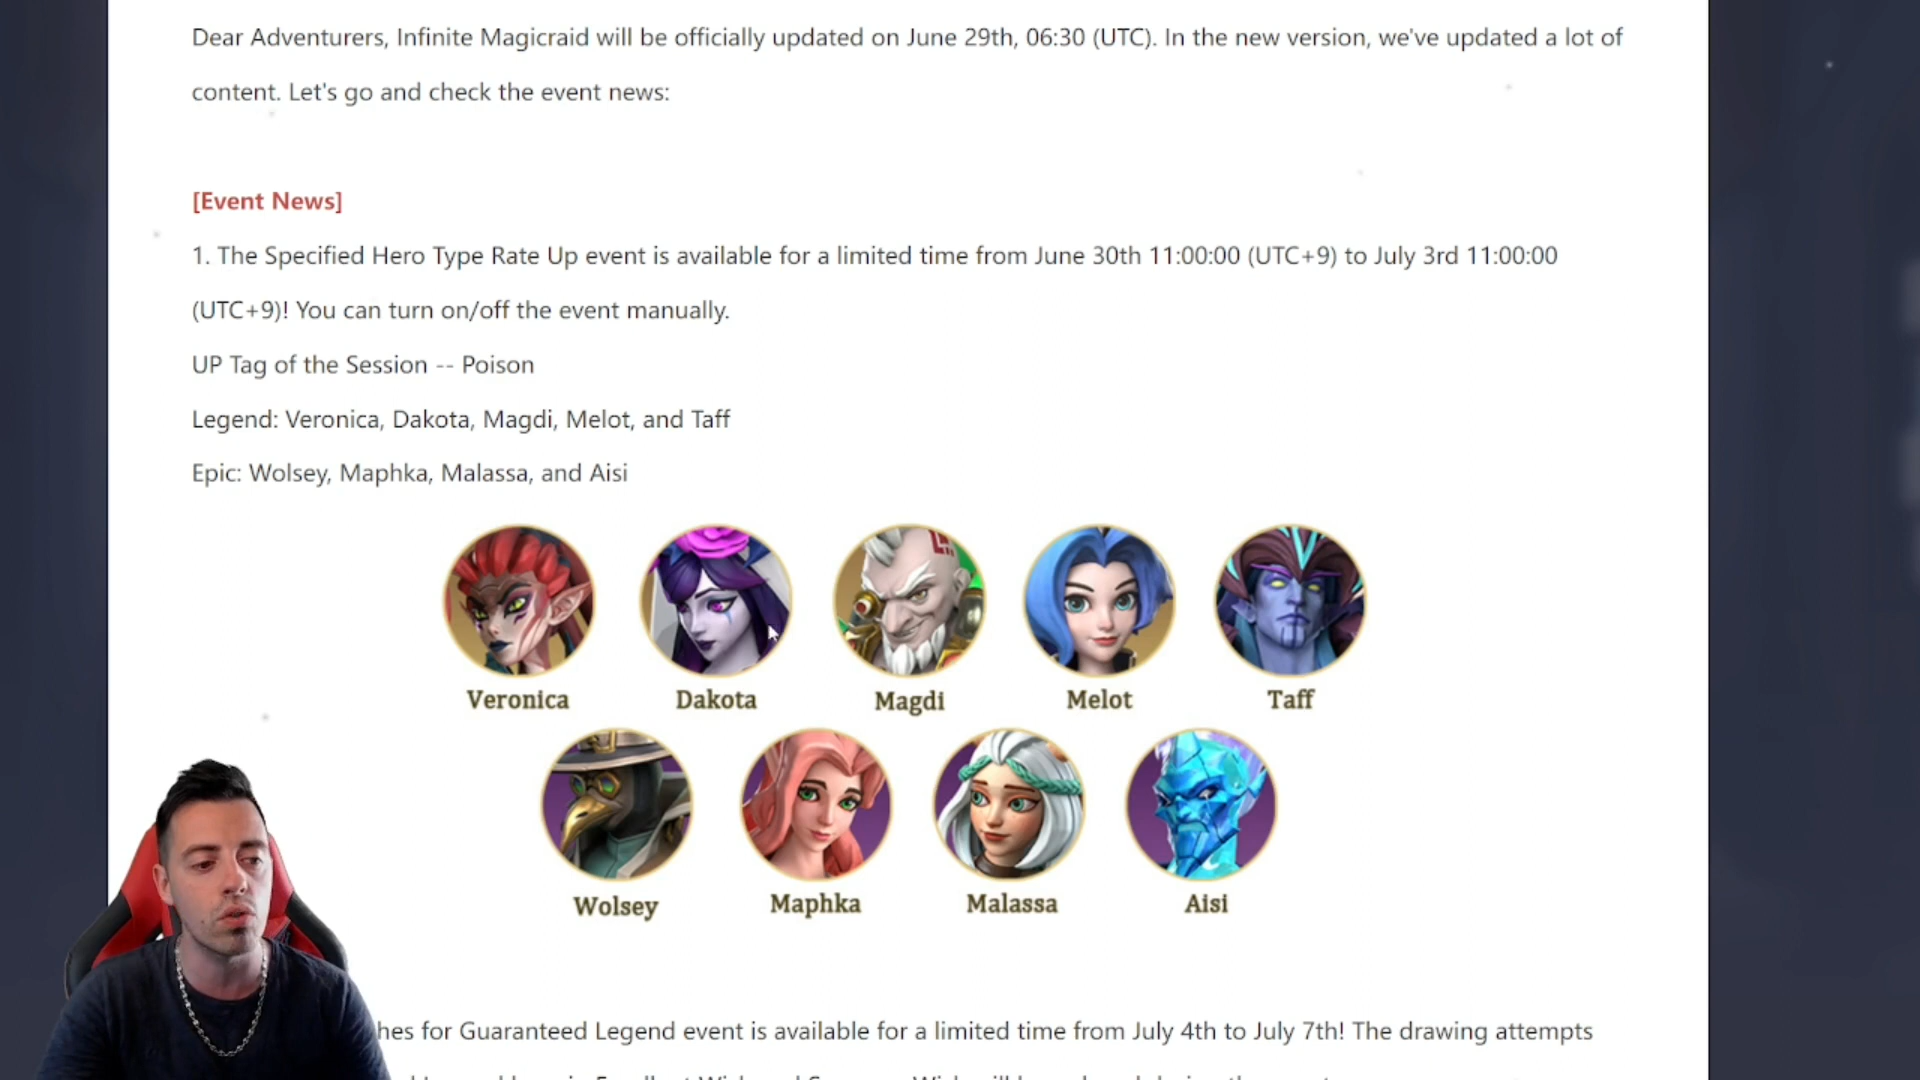 Dear Adventurers, Infinite Magicraid will be officially updated on June 29th, 06:30 (UTC). In the new version, we've updated a lot of
content. Let's go and check the event news:
[Event News]
1. The Specified Hero Type Rate Up event is available for a limited time from June 30th 11:00:00 (UTC+9) to July 3rd 11:00:00
(UTC+9)! You can turn on/off the event manually.
UP Tag of the Session -- Poison
Legend: Veronica, Dakota, Magdi, Melot, and Taff
Epic: Wolsey, Maphka, Malassa, and Aisi
Veronica Dakota Magdi Melot Taff
Wolsey Maphka Malassa Aisi
hes for Guaranteed Legend event is available for a limited time from July 4th to July 7th! The drawing attempts